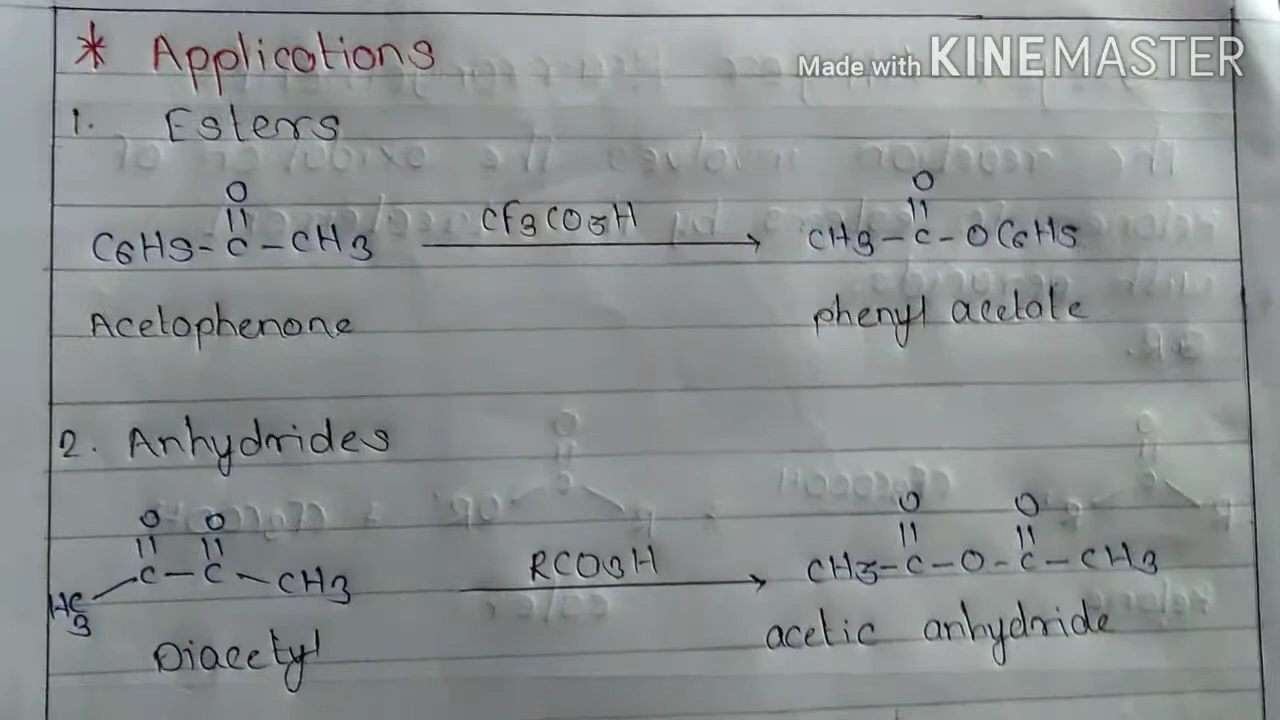 * Applications
Made with KINEMASTER
1. Esters
O O
|| CF3CO3H ||
C6H5-C-CH3 → CH3-C-OC6H5
Acetophenone phenyl acetate
2. Anhydrides
O O O O
|| || RCO3H || ||
H3C-C-C-CH3 → CH3-C-O-C-CH3
Diacetyl acetic anhydride